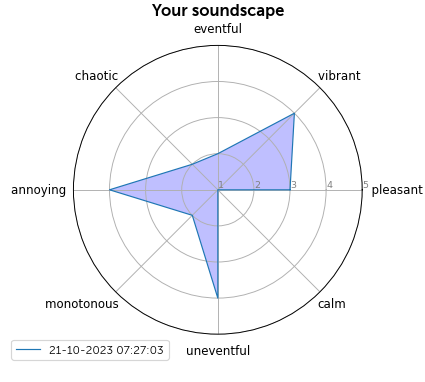 Your soundscape
eventful
chaotic
vibrant
annoying
1 2 3 4 5
pleasant
monotonous
calm
uneventful
21-10-2023 07:27:03